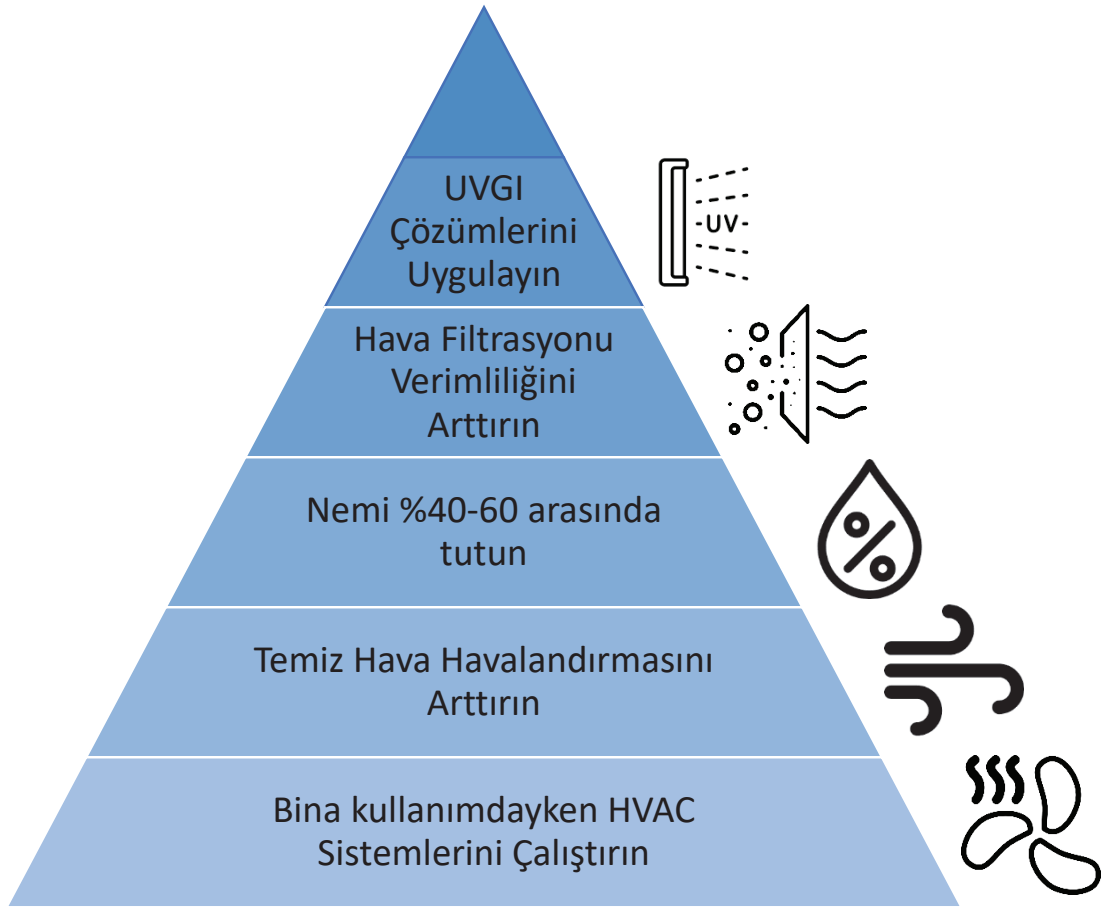 UVGI
Çözümlerini
Uygulayın
UV
Hava Filtrasyonu
Verimliliğini
Arttırın
Nemi %40-60 arasında
tutun
%
Temiz Hava Havalandırmasını
Arttırın
Bina kullanımdayken HVAC
Sistemlerini Çalıştırın